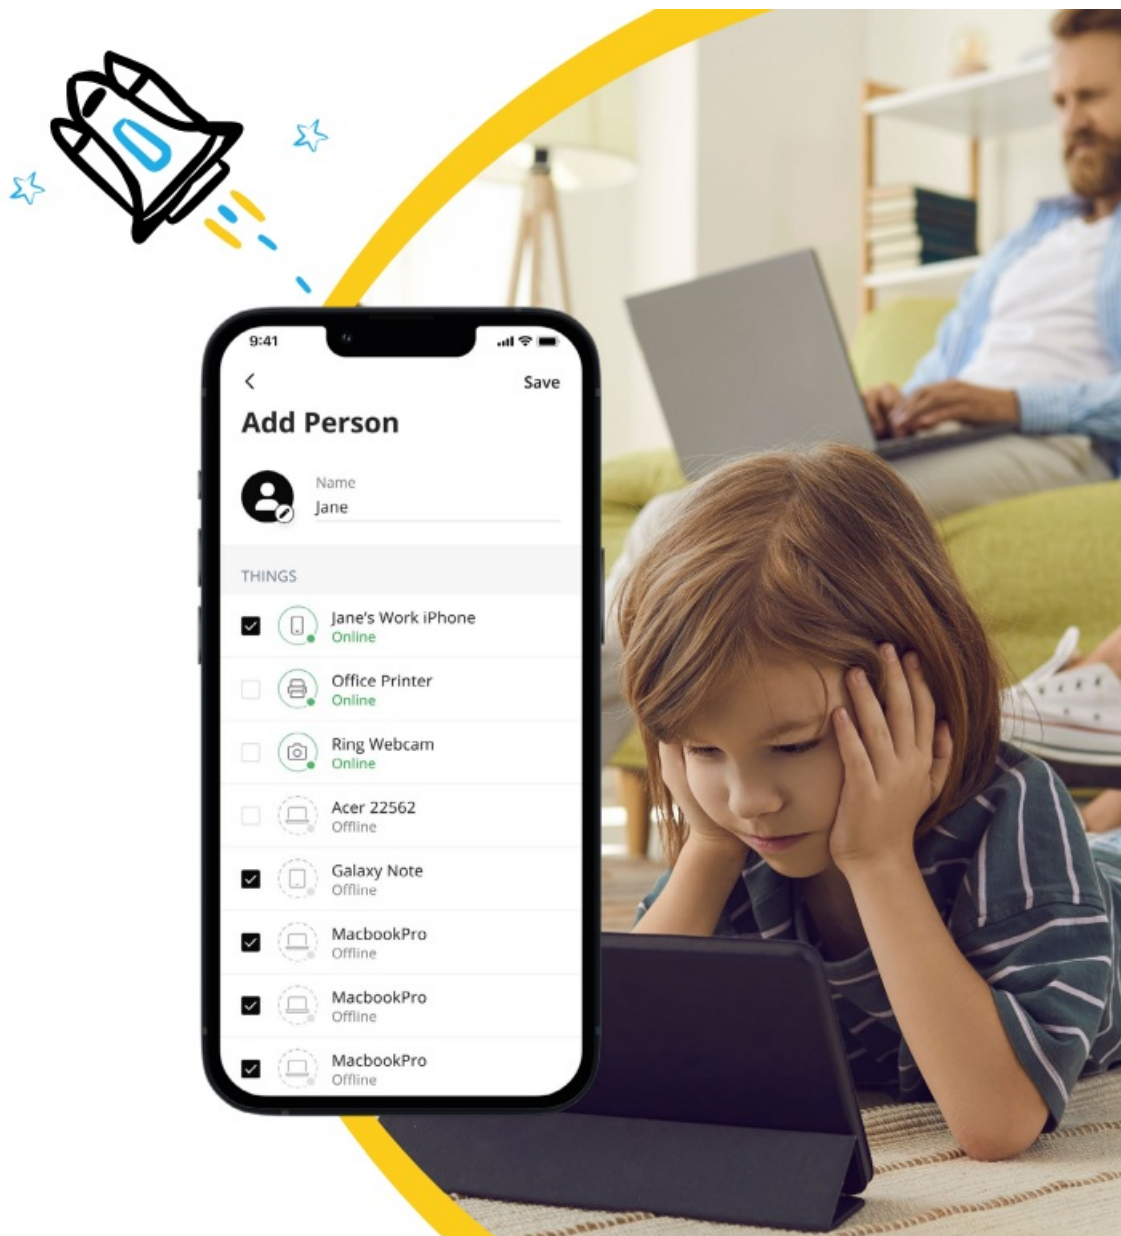 9:41
Save
Add Person
Name
Jane
THINGS
Jane's Work iPhone
Online
Office Printer
Online
Ring Webcam
Online
Acer 22562
Offline
Galaxy Note
Offline
MacbookPro
Offline
MacbookPro
Offline
MacbookPro
Offline